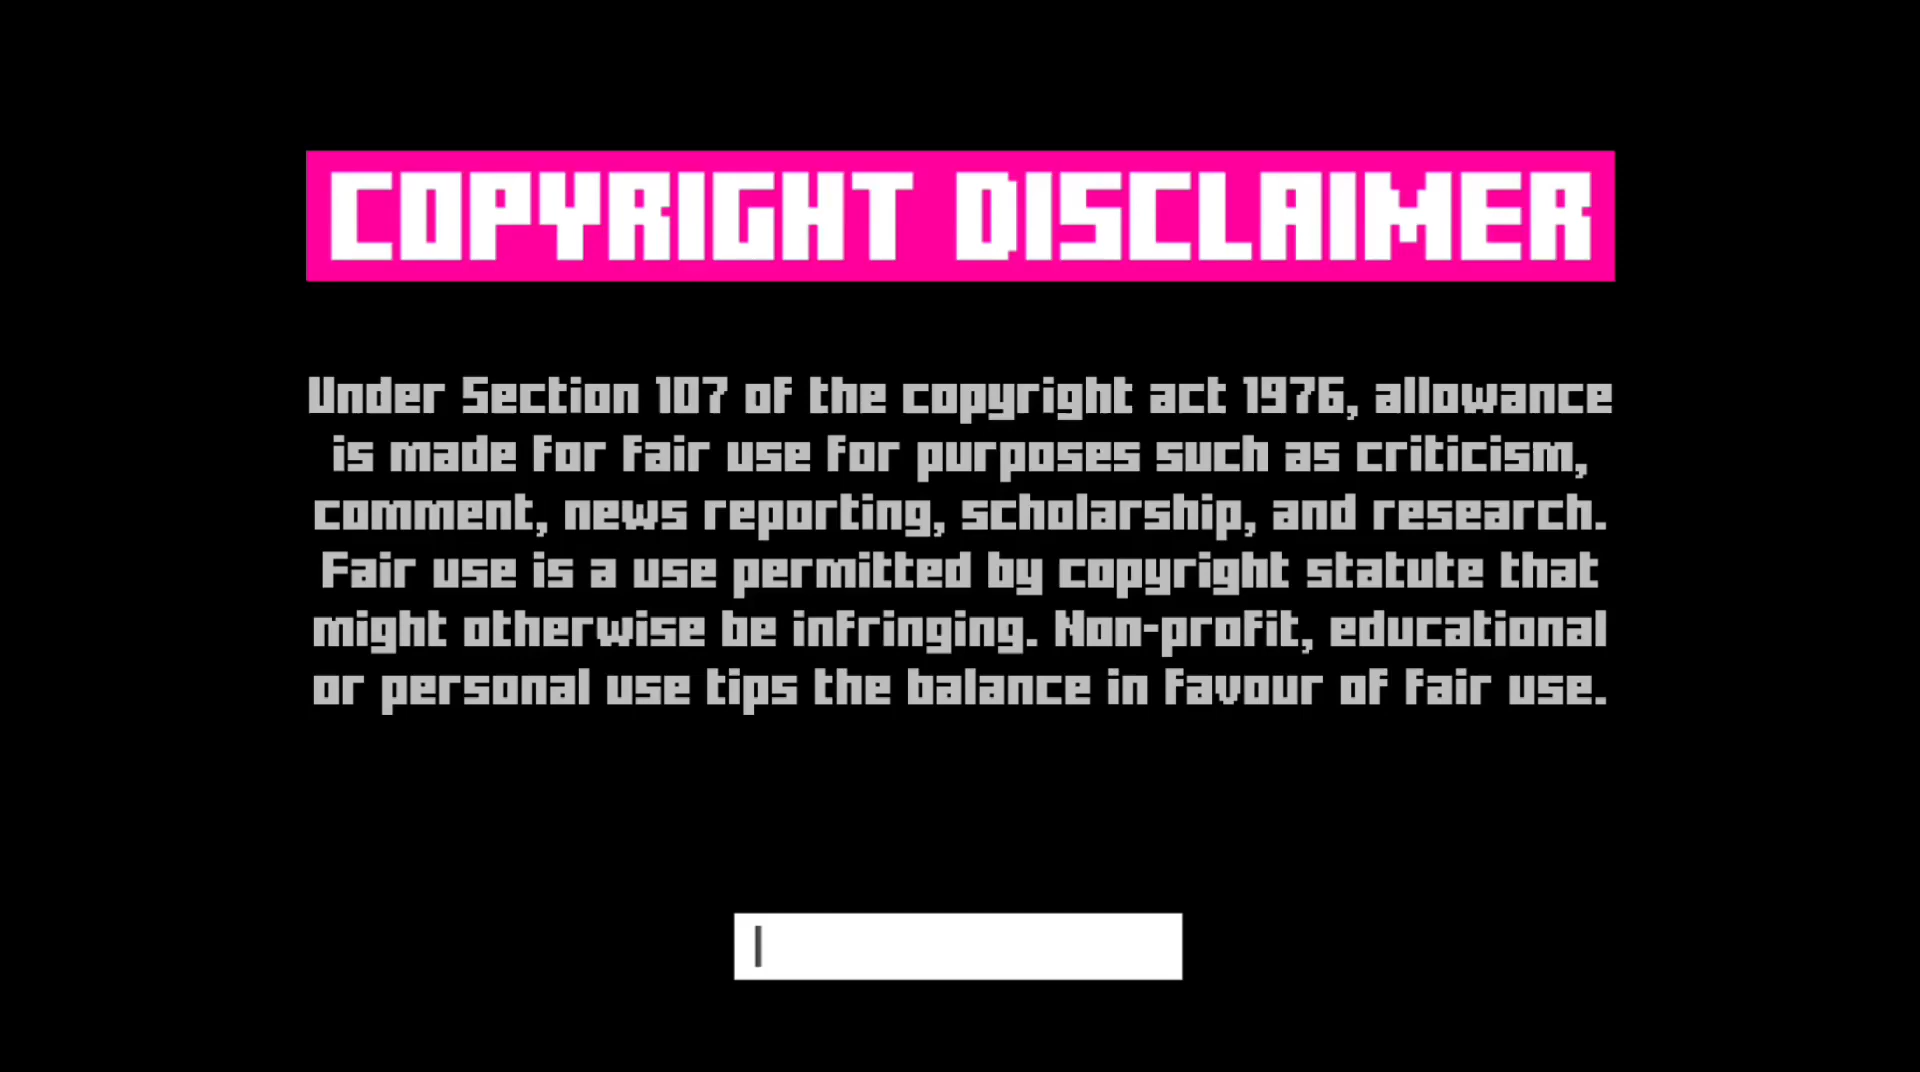 COPYRIGHT DISCLAIMER
Under Section 107 of the copyright act 1976, allowance
is made for fair use for purposes such as criticism,
comment, news reporting, scholarship, and research.
Fair use is a use permitted by copyright statute that
might otherwise be infringing. Non-profit, educational
or personal use tips the balance in favour of fair use.